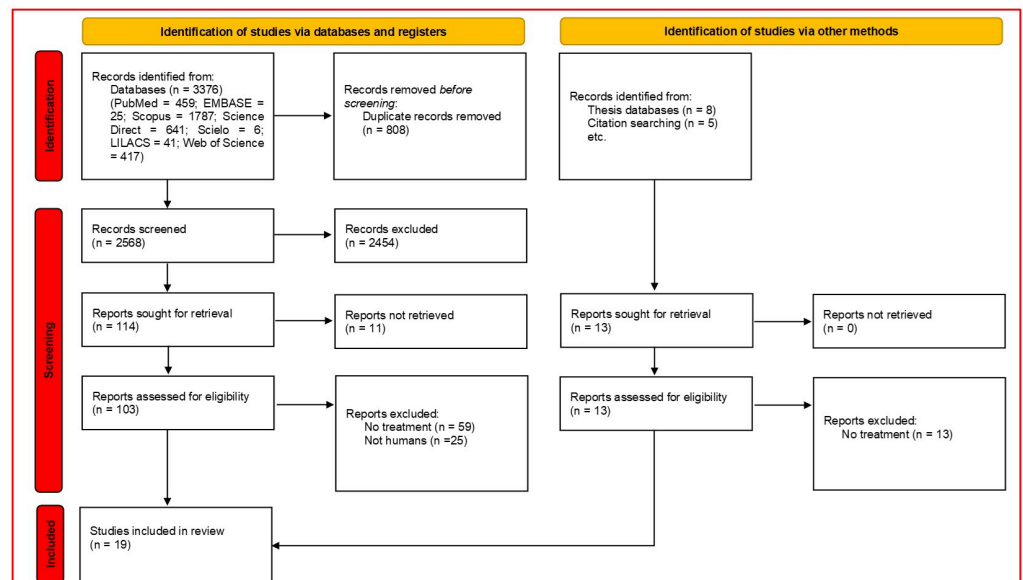 Identification of studies via databases and registers
Identification of studies via other methods
Identification
Records identified from:
Databases (n = 3376)
(PubMed = 459; EMBASE =
25; Scopus = 1787; Science
Direct = 641; Scielo = 6;
LILACS = 41; Web of Science
= 417)
Records removed before
screening:
Duplicate records removed
(n = 808)
Records identified from:
Thesis databases (n = 8)
Citation searching (n = 5)
etc.
Screening
Records screened
(n = 2568)
Records excluded
(n = 2454)
Reports sought for retrieval
(n = 114)
Reports not retrieved
(n = 11)
Reports sought for retrieval
(n = 13)
Reports not retrieved
(n = 0)
Reports assessed for eligibility
(n = 103)
Reports excluded:
No treatment (n = 59)
Not humans (n =25)
Reports assessed for eligibility
(n = 13)
Reports excluded:
No treatment (n = 13)
Included
Studies included in review
(n = 19)